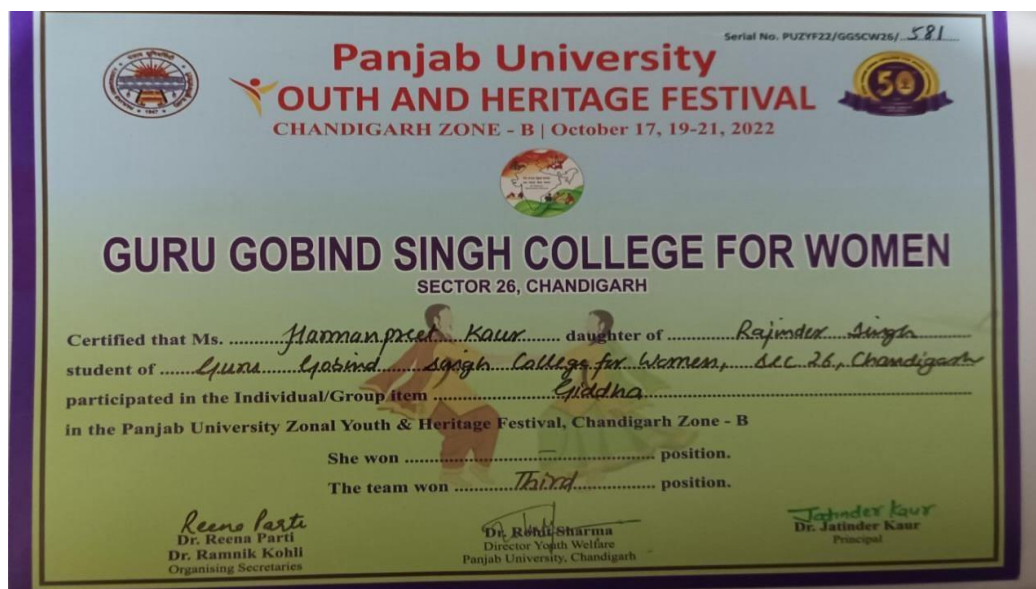 Serial No. PUZYF22/GGSCW26/ 581
Panjab University
YOUTH AND HERITAGE FESTIVAL
CHANDIGARH ZONE - B | October 17, 19-21, 2022
50
GURU GOBIND SINGH COLLEGE FOR WOMEN
SECTOR 26, CHANDIGARH
Certified that Ms. Harmanpreet Kaur daughter of Rajinder Singh
student of Guru Gobind Singh College for Women, Sec 26, Chandigarh
participated in the Individual/Group item Giddha
in the Panjab University Zonal Youth & Heritage Festival, Chandigarh Zone - B
She won – position.
The team won Third position.
Reena Parti
Dr. Reena Parti
Dr. Ramnik Kohli
Organising Secretaries
Dr. Rohit Sharma
Director Youth Welfare
Panjab University, Chandigarh
Jatinder Kaur
Dr. Jatinder Kaur
Principal